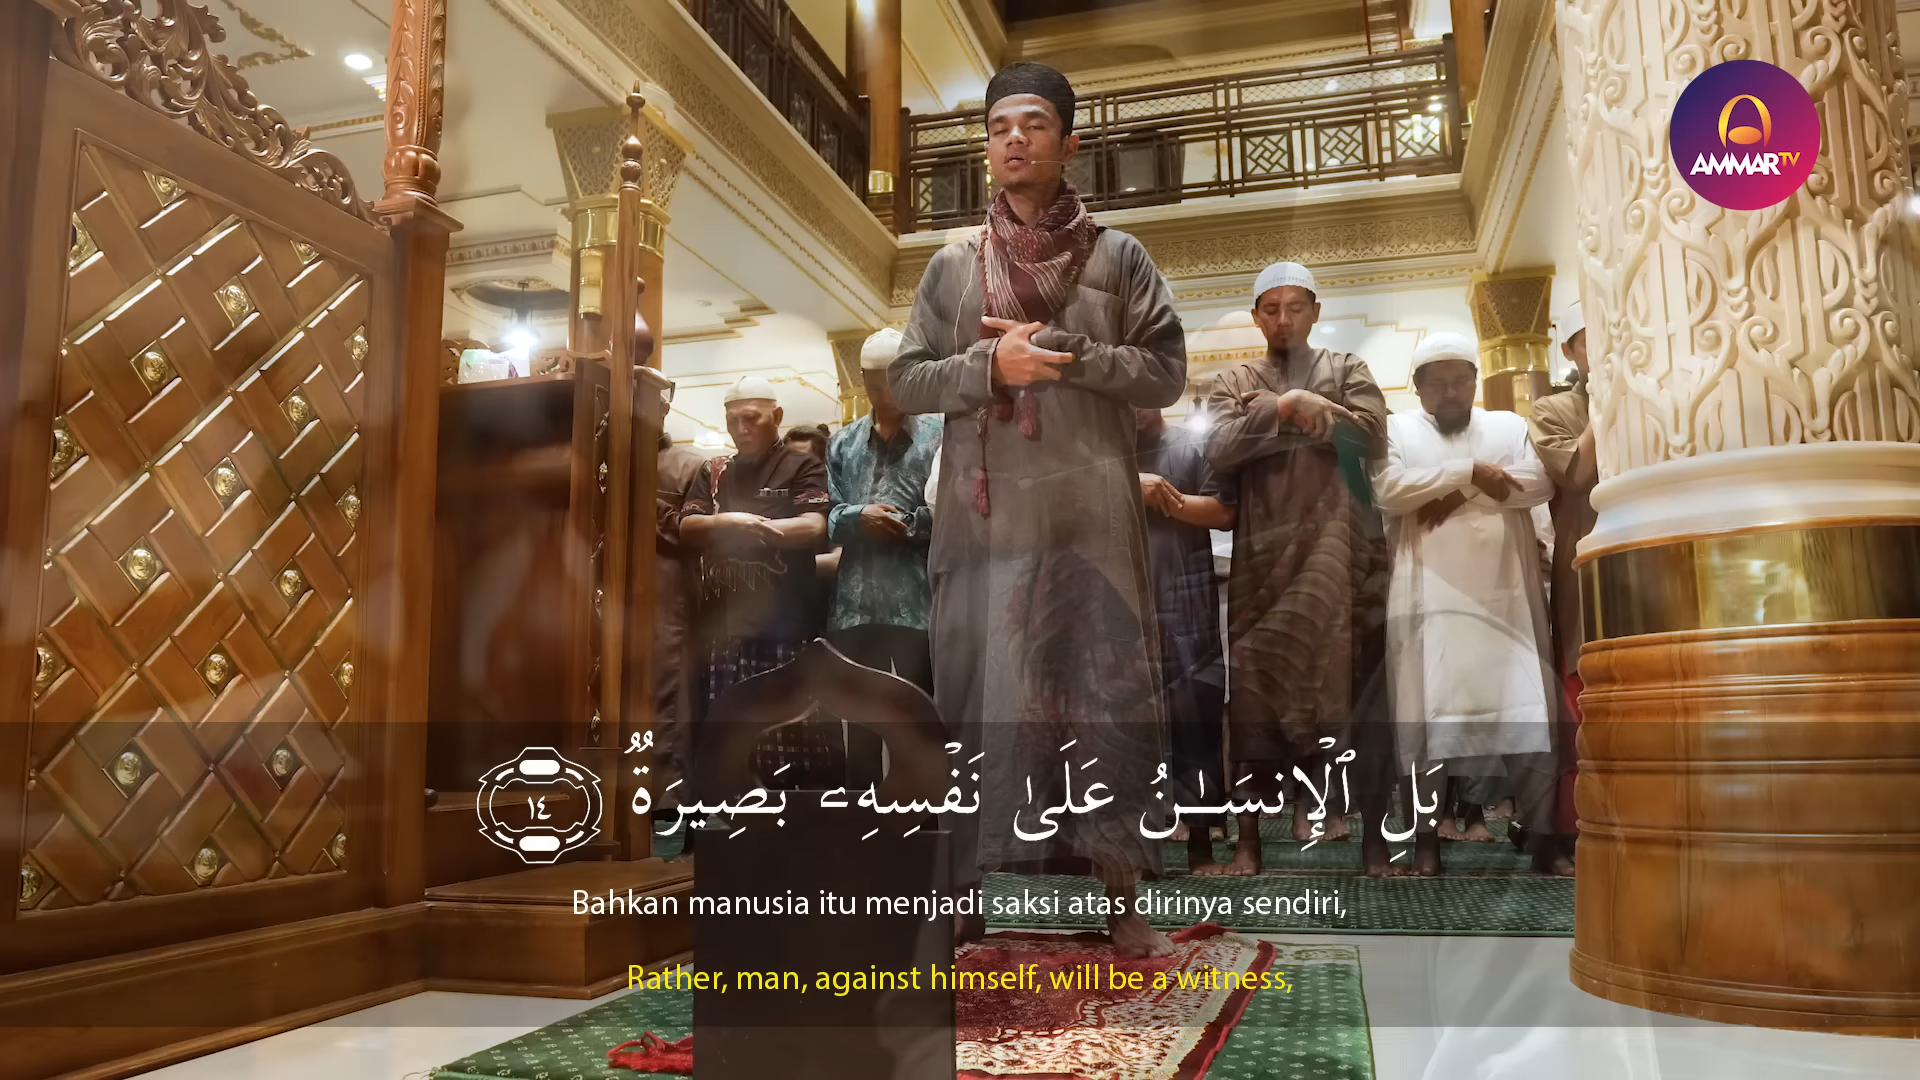 AMMARTV
بَلِ ٱلْإِنسَـٰنُ عَلَىٰ نَفْسِهِۦ بَصِيرَةٌ ١٤
Bahkan manusia itu menjadi saksi atas dirinya sendiri,
Rather, man, against himself, will be a witness,